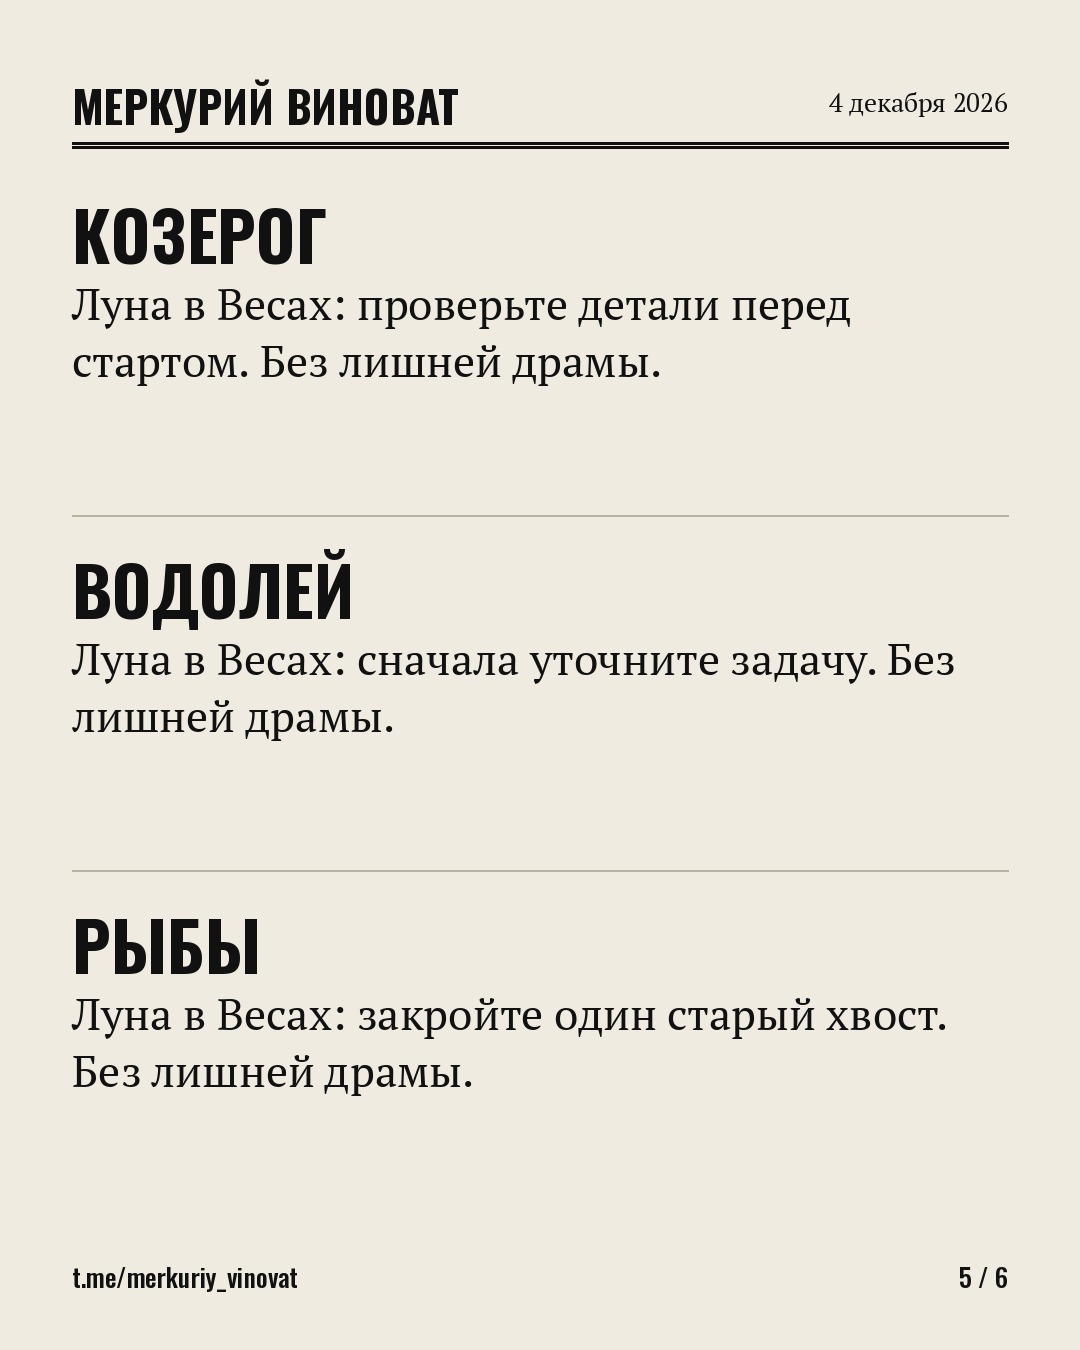 МЕРКУРИЙ ВИНОВАТ
4 декабря 2026
КОЗЕРОГ
Луна в Весах: проверьте детали перед
стартом. Без лишней драмы.
ВОДОЛЕЙ
Луна в Весах: сначала уточните задачу. Без
лишней драмы.
РЫБЫ
Луна в Весах: закройте один старый хвост.
Без лишней драмы.
t.me/merkuriy_vinovat
5 / 6